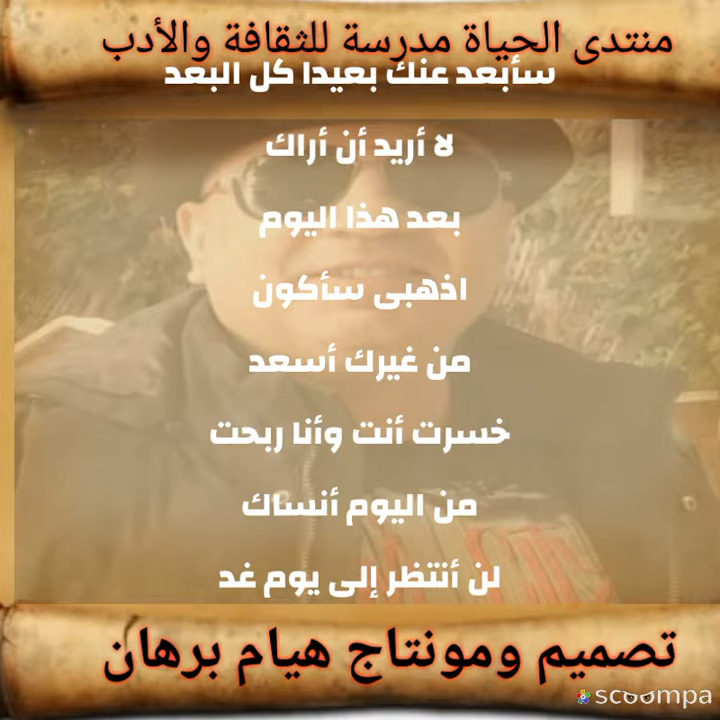 منتدى الحياة مدرسة للثقافة والأدب
سأبعد عنك بعيدا كل البعد
لا أريد أن أراك
بعد هذا اليوم
اذهبى سأكون
من غيرك أسعد
خسرت أنت وأنا ربحت
من اليوم أنساك
لن أنتظر إلى يوم غد
تصميم ومونتاج هيام برهان
scoompa